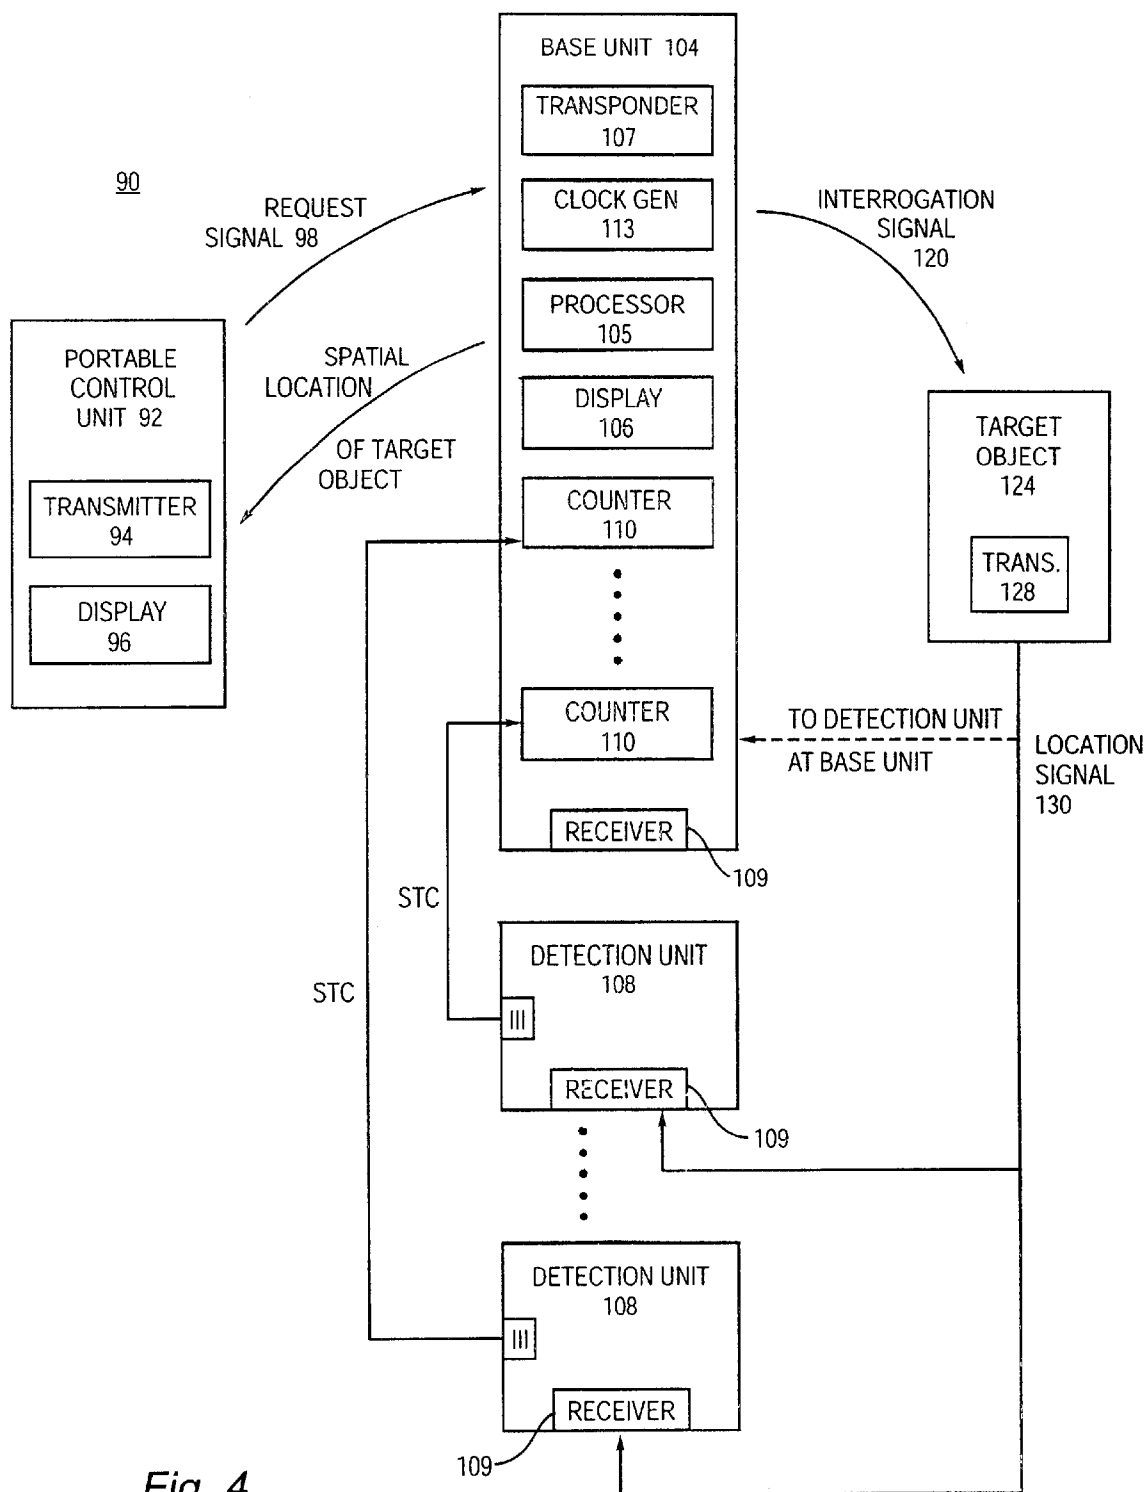 BASE UNIT 104
TRANSPONDER
107
CLOCK GEN
113
PROCESSOR
105
DISPLAY
106
COUNTER
110
COUNTER
110
RECEIVER
109
90
REQUEST
SIGNAL 98
SPATIAL
LOCATION
OF TARGET
OBJECT
PORTABLE
CONTROL
UNIT 92
TRANSMITTER
94
DISPLAY
96
INTERROGATION
SIGNAL
120
TARGET
OBJECT
124
TRANS.
128
TO DETECTION UNIT
AT BASE UNIT
LOCATION
SIGNAL
130
STC
STC
DETECTION UNIT
108
111
RECEIVER
109
DETECTION UNIT
108
111
RECEIVER
109
Fig. 4